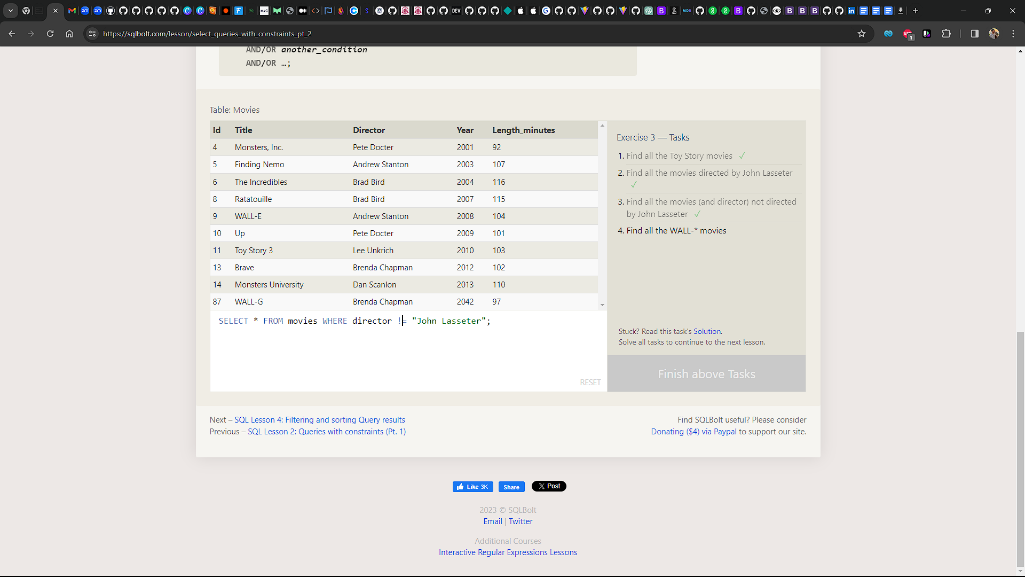 https://sqlbolt.com/lesson/select_queries_with_constraints_pt_2
AND/OR another_condition
AND/OR …;
Table: Movies
Id Title Director Year Length_minutes
4 Monsters, Inc. Pete Docter 2001 92
5 Finding Nemo Andrew Stanton 2003 107
6 The Incredibles Brad Bird 2004 116
8 Ratatouille Brad Bird 2007 115
9 WALL-E Andrew Stanton 2008 104
10 Up Pete Docter 2009 101
11 Toy Story 3 Lee Unkrich 2010 103
13 Brave Brenda Chapman 2012 102
14 Monsters University Dan Scanlon 2013 110
87 WALL-G Brenda Chapman 2042 97
SELECT * FROM movies WHERE director != "John Lasseter";
RESET
Exercise 3 — Tasks
1. Find all the Toy Story movies ✓
2. Find all the movies directed by John Lasseter
✓
3. Find all the movies (and director) not directed
by John Lasseter ✓
4. Find all the WALL-* movies
Stuck? Read this task's Solution.
Solve all tasks to continue to the next lesson.
Finish above Tasks
Next – SQL Lesson 4: Filtering and sorting Query results
Previous – SQL Lesson 2: Queries with constraints (Pt. 1)
Find SQLBolt useful? Please consider
Donating ($4) via Paypal to support our site.
Like 3K
Share
X Post
2023 © SQLBolt
Email | Twitter
Additional Courses
Interactive Regular Expressions Lessons